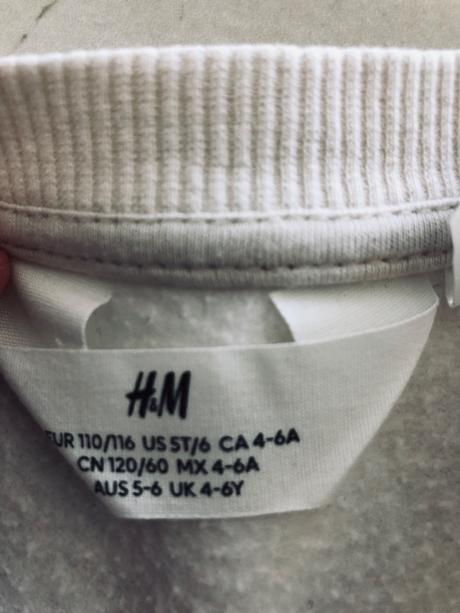 H&M
EUR 110/116 US 5T/6 CA 4-6A
CN 120/60 MX 4-6A
AUS 5-6 UK 4-6Y